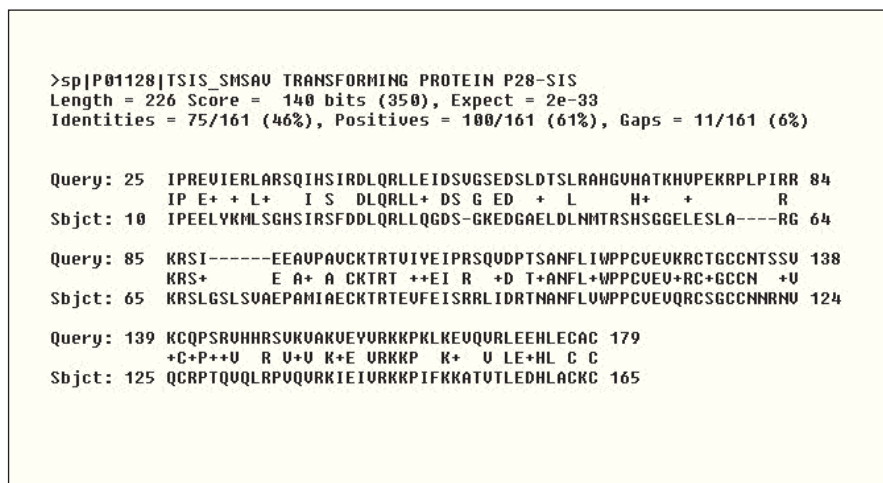 >sp|P01128|TSIS_SMSAV TRANSFORMING PROTEIN P28-SIS
Length = 226 Score =  140 bits (350), Expect = 2e-33
Identities = 75/161 (46%), Positives = 100/161 (61%), Gaps = 11/161 (6%)
Query: 25  IPREVIERLARSQIHSIRDLQRLLEIDSVGSEDSLDTSLRAHGVHATKHVPEKRPLPIRR 84
           IP E+ + L+   I S  DLQRLL+ DS G ED  +  L      H+   +         R
Sbjct: 10  IPEELYKMLSGHSIRSFDDLQRLLQGDS-GKEDGAELDLNMTRSHSGGELESLA----RG 64
Query: 85  KRSI------EEAVPAVCKTRTVIYEIPRSQVDPTSANFLIWPPCVEVKRCTGCCNTSSV 138
           KRS+      E A+ A CKTRT ++EI R  +D T+ANFL+WPPCVEV+RC+GCCN  +V
Sbjct: 65  KRSLGSLSVAEPAMIAECKTRTEVFEISRRLIDRTNANFLVWPPCVEVQRCSGCCNNRNV 124
Query: 139 KCQPSRVHHRSVKVAKVEYVRKKPKLKEVQVRLEEHLECAC 179
           +C+P++V  R V+V K+E VRKKP  K+  V LE+HL C C
Sbjct: 125 QCRPTQVQLRPVQVRKIEIVRKKPIFKKATVTLEDHLACKC 165